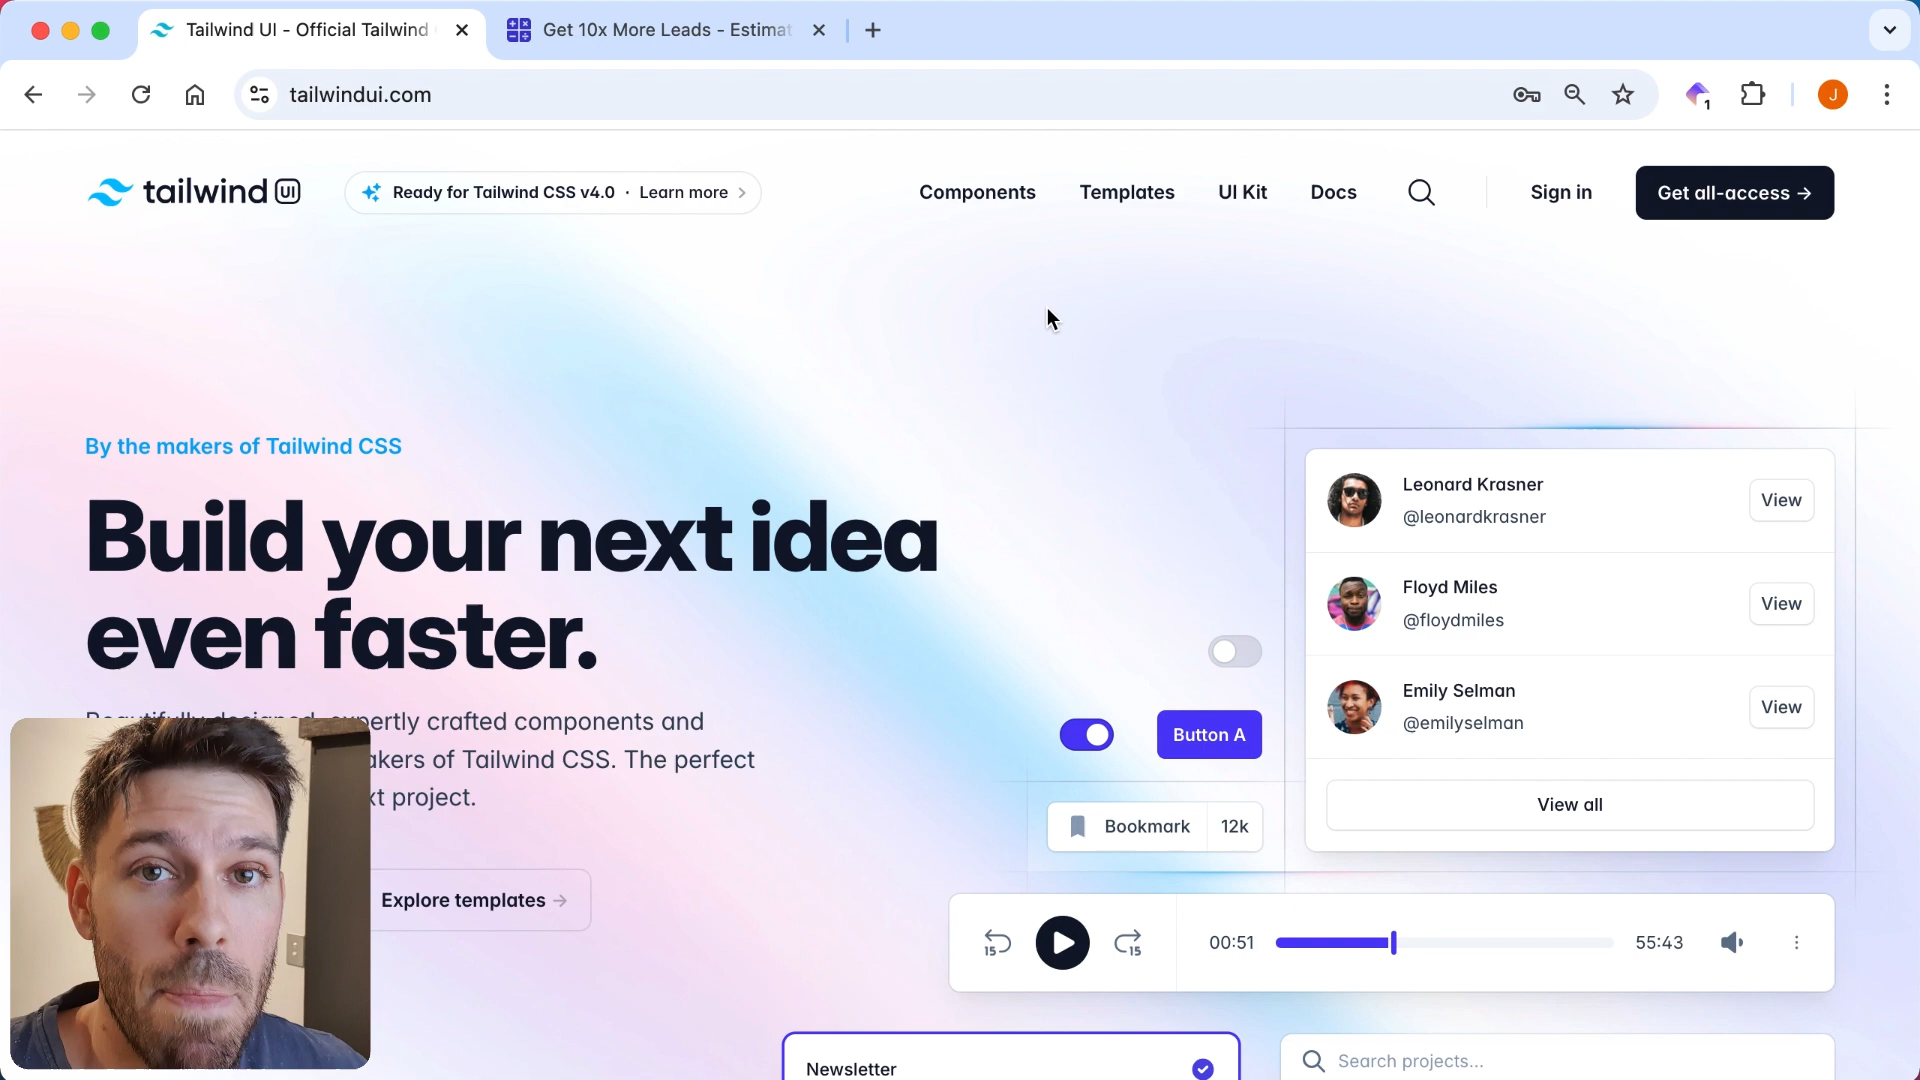 Tailwind UI - Official Tailwind
Get 10x More Leads - Estimat
tailwindui.com
1
J
tailwind UI
Ready for Tailwind CSS v4.0 · Learn more
Components
Templates
UI Kit
Docs
Sign in
Get all-access →
By the makers of Tailwind CSS
Build your next idea
even faster.
expertly crafted components and
akers of Tailwind CSS. The perfect
xt project.
Explore templates →
Leonard Krasner
@leonardkrasner
View
Floyd Miles
@floydmiles
View
Emily Selman
@emilyselman
View
View all
Button A
Bookmark
12k
15
15
00:51
55:43
Newsletter
Search projects...